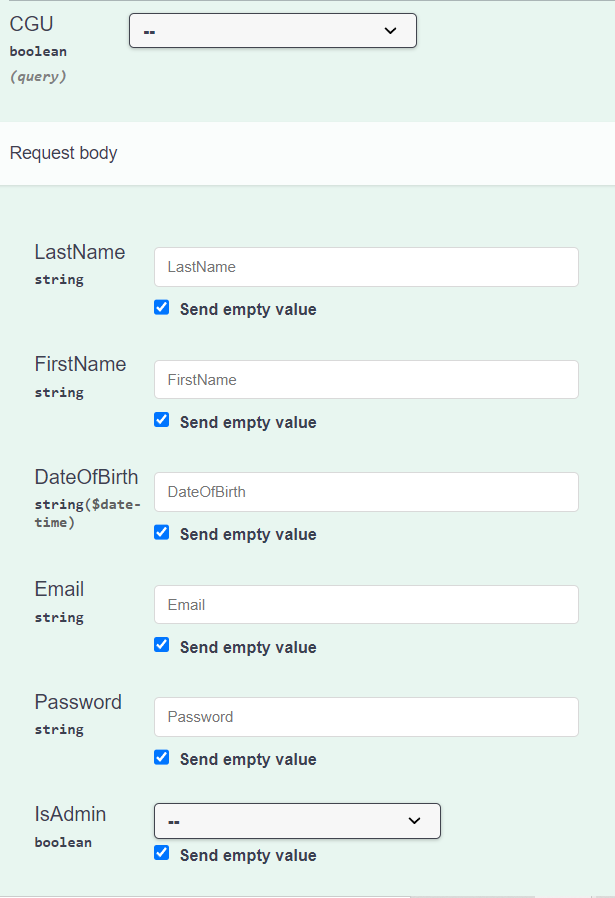 CGU
boolean
(query)
--
Request body
LastName
string
LastName
Send empty value
FirstName
string
FirstName
Send empty value
DateOfBirth
string($date-
time)
DateOfBirth
Send empty value
Email
string
Email
Send empty value
Password
string
Password
Send empty value
IsAdmin
boolean
--
Send empty value